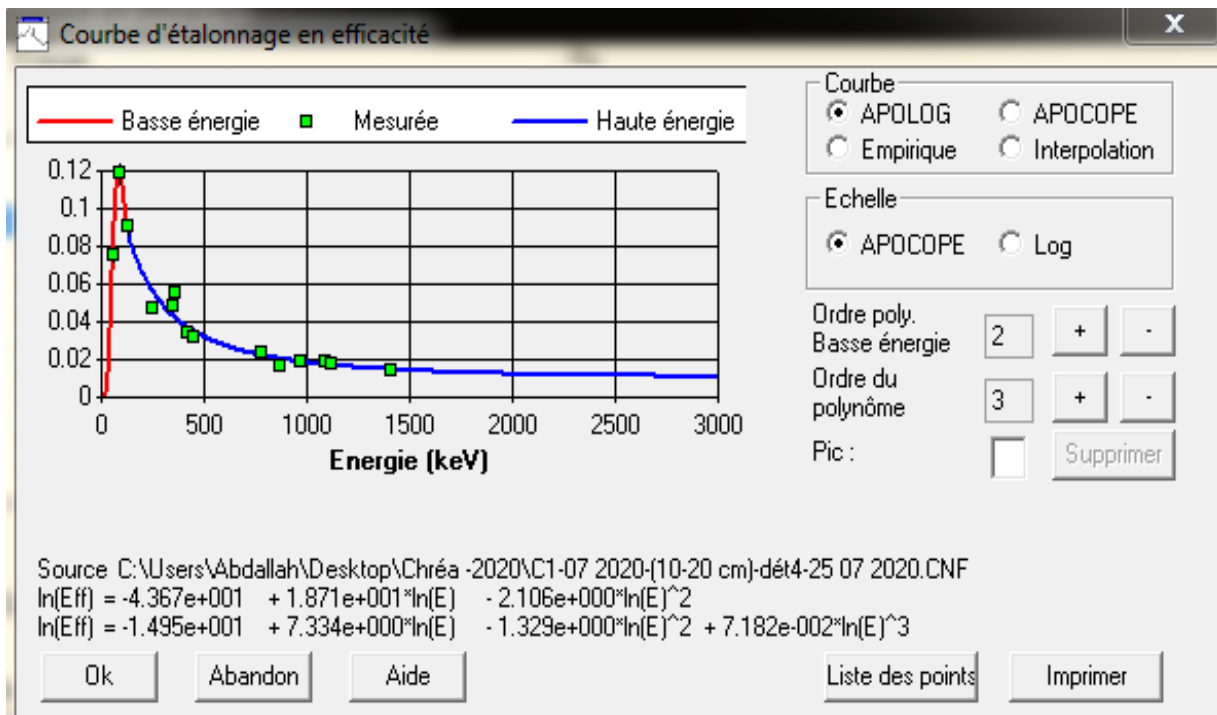 Courbe d'étalonnage en efficacité
X
Basse énergie Mesurée Haute énergie
0.12
0.1
0.08
0.06
0.04
0.02
0
0 500 1000 1500 2000 2500 3000
Energie (keV)
Courbe
APOLOG APOCOPE
Empirique Interpolation
Echelle
APOCOPE Log
Ordre poly.
Basse énergie 2 + -
Ordre du
polynôme 3 + -
Pic : Supprimer
Source C:\Users\Abdallah\Desktop\Chréa -2020\C1-07 2020-(10-20 cm)-dét4-25 07 2020.CNF
ln(Eff) = -4.367e+001 + 1.871e+001*ln(E) - 2.106e+000*ln(E)^2
ln(Eff) = -1.495e+001 + 7.334e+000*ln(E) - 1.329e+000*ln(E)^2 + 7.182e-002*ln(E)^3
Ok Abandon Aide Liste des points Imprimer